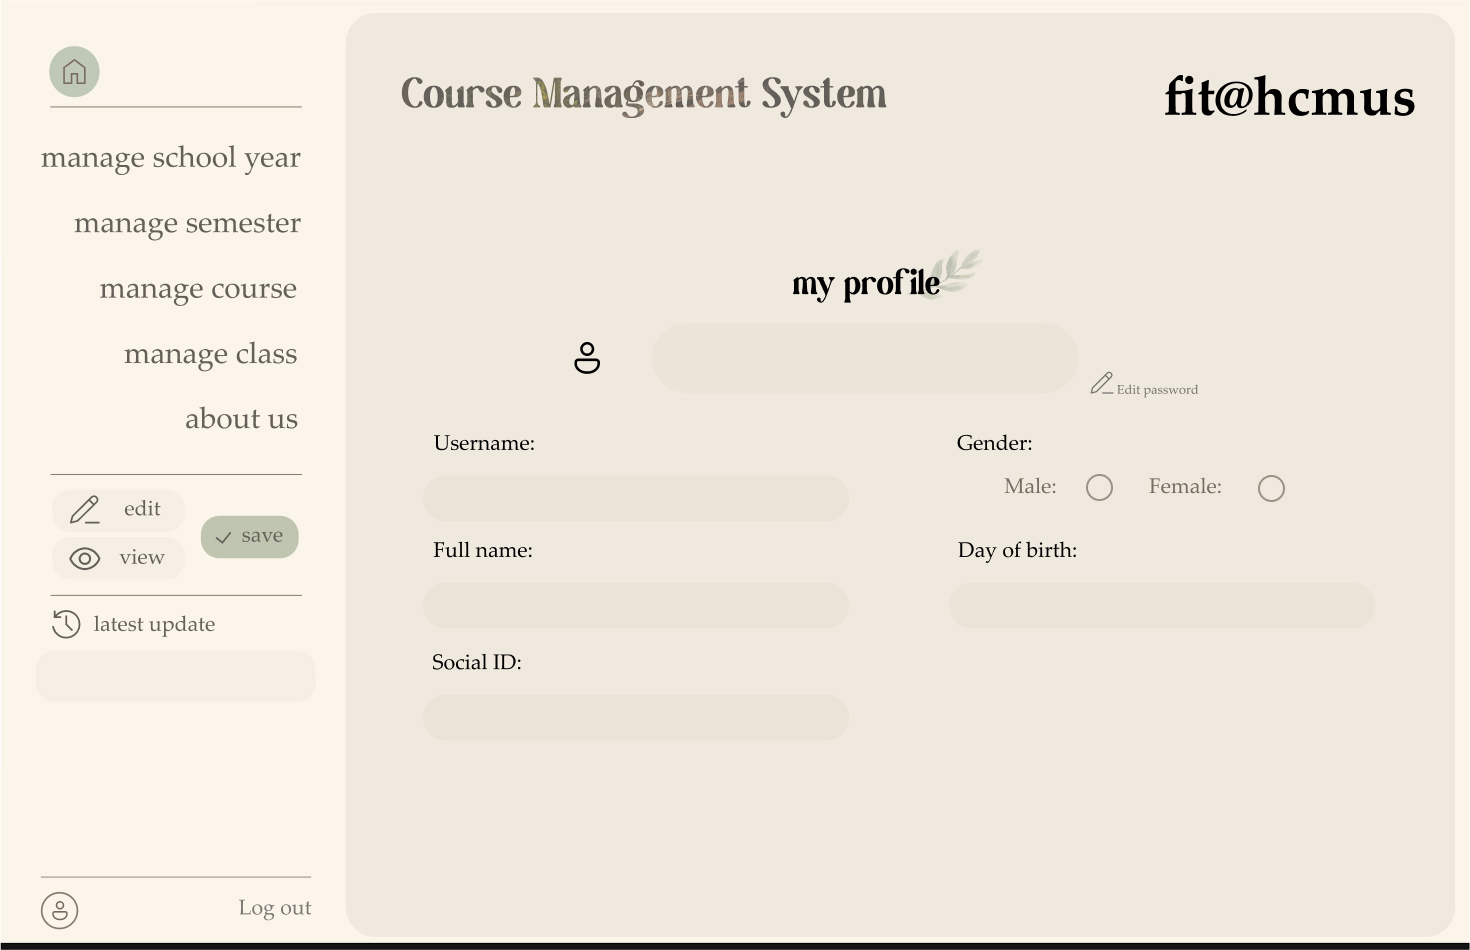 Course Management System
fit@hcmus
manage school year
manage semester
manage course
manage class
about us
edit
view
save
latest update
Log out
my profile
Edit password
Username:
Gender:
Male:
Female:
Full name:
Day of birth:
Social ID: